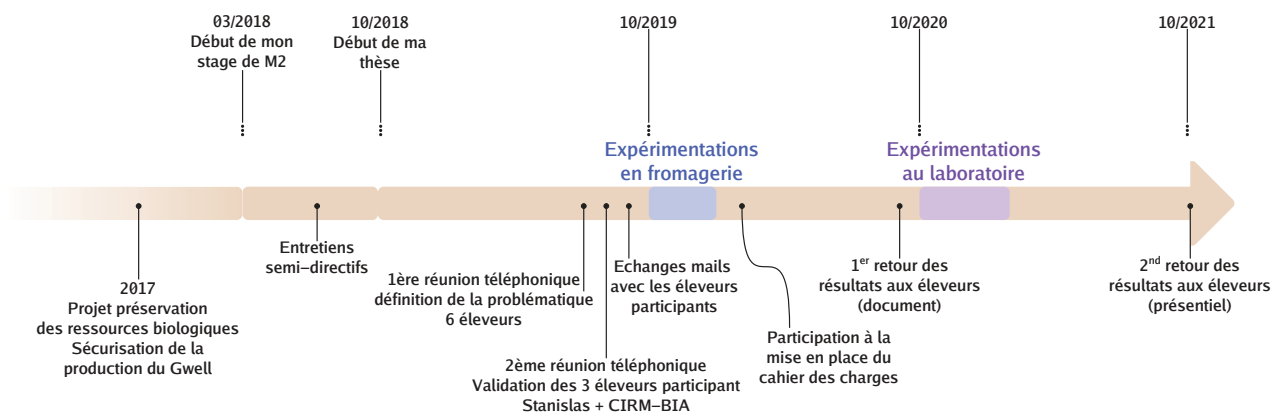 03/2018
Début de mon
stage de M2
10/2018
Début de ma
thèse
10/2019
10/2020
10/2021
Expérimentations
en fromagerie
Expérimentations
au laboratoire
2017
Projet préservation
des ressources biologiques
Sécurisation de la
production du Gwell
Entretiens
semi-directifs
1ère réunion téléphonique
définition de la problématique
6 éleveurs
2ème réunion téléphonique
Validation des 3 éleveurs participant
Stanislas + CIRM-BIA
Echanges mails
avec les éleveurs
participants
Participation à la
mise en place du
cahier des charges
1er retour des
résultats aux éleveurs
(document)
2nd retour des
résultats aux éleveurs
(présentiel)